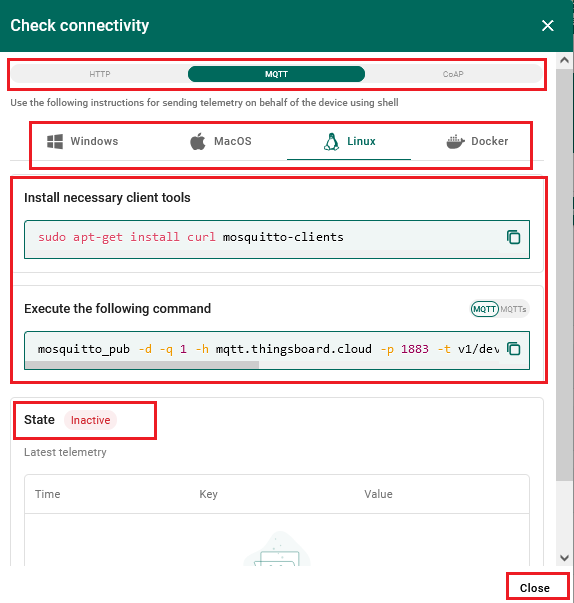 Check connectivity
HTTP MQTT CoAP
Use the following instructions for sending telemetry on behalf of the device using shell
Windows MacOS Linux Docker
Install necessary client tools
sudo apt-get install curl mosquitto-clients
Execute the following command MQTT MQTTs
mosquitto_pub -d -q 1 -h mqtt.thingsboard.cloud -p 1883 -t v1/dev
State Inactive
Latest telemetry
Time Key Value
Close